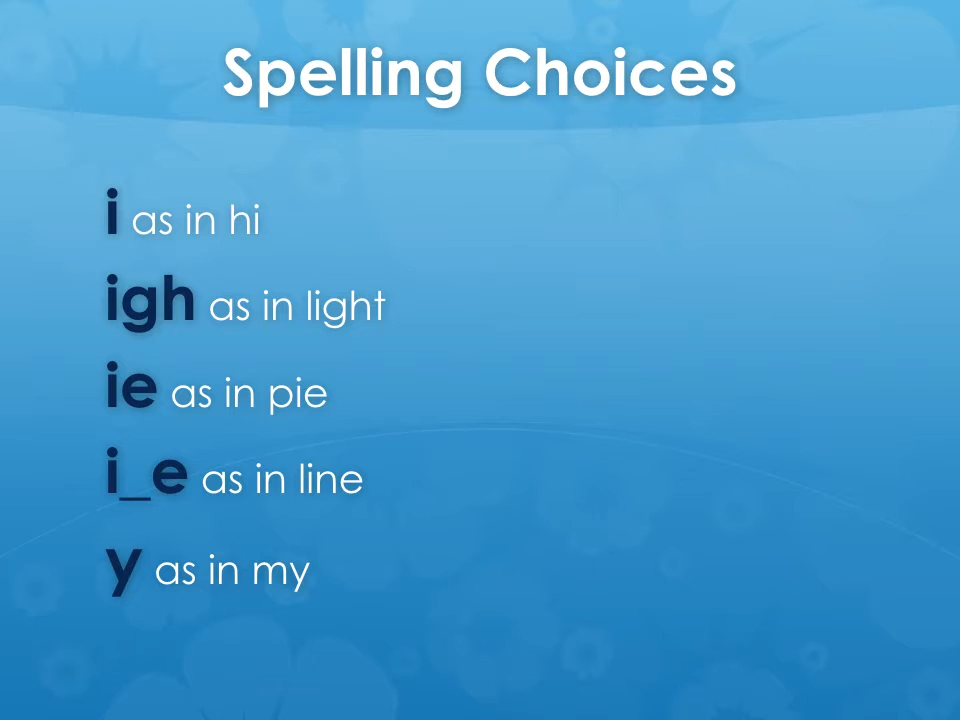 Spelling Choices
i as in hi
igh as in light
ie as in pie
i_e as in line
y as in my